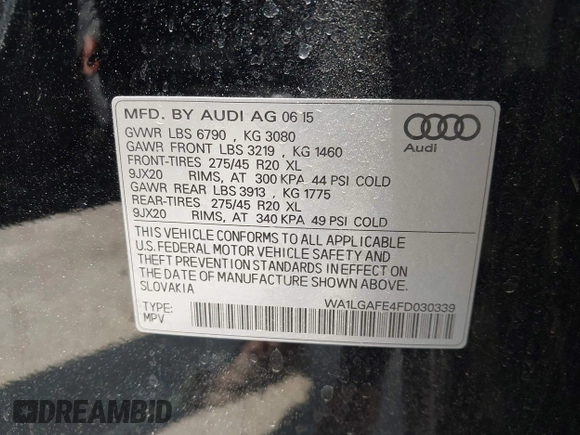 MFD. BY AUDI AG 06 15
GVWR LBS 6790 , KG 3080
GAWR FRONT LBS 3219 , KG 1460
FRONT-TIRES 275/45 R20 XL
9JX20 RIMS, AT 300 KPA 44 PSI COLD
GAWR REAR LBS 3913 , KG 1775
REAR-TIRES 275/45 R20 XL
9JX20 RIMS, AT 340 KPA 49 PSI COLD
Audi
THIS VEHICLE CONFORMS TO ALL APPLICABLE
U.S. FEDERAL MOTOR VEHICLE SAFETY AND
THEFT PREVENTION STANDARDS IN EFFECT ON
THE DATE OF MANUFACTURE SHOWN ABOVE.
SLOVAKIA
WA1LGAFE4FD030339
TYPE:
MPV
DREAMBID